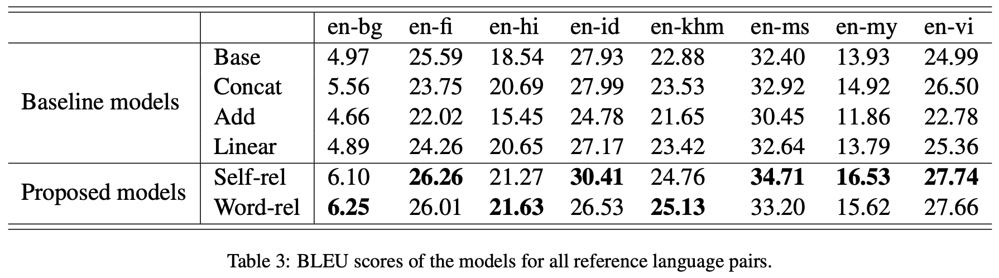 en-bg en-fi en-hi en-id en-khm en-ms en-my en-vi
Base 4.97 25.59 18.54 27.93 22.88 32.40 13.93 24.99
Concat 5.56 23.75 20.69 27.99 23.53 32.92 14.92 26.50
Baseline models
Add 4.66 22.02 15.45 24.78 21.65 30.45 11.86 22.78
Linear 4.89 24.26 20.65 27.17 23.42 32.64 13.79 25.36
Self-rel 6.10 26.26 21.27 30.41 24.76 34.71 16.53 27.74
Proposed models
Word-rel 6.25 26.01 21.63 26.53 25.13 33.20 15.62 27.66
Table 3: BLEU scores of the models for all reference language pairs.